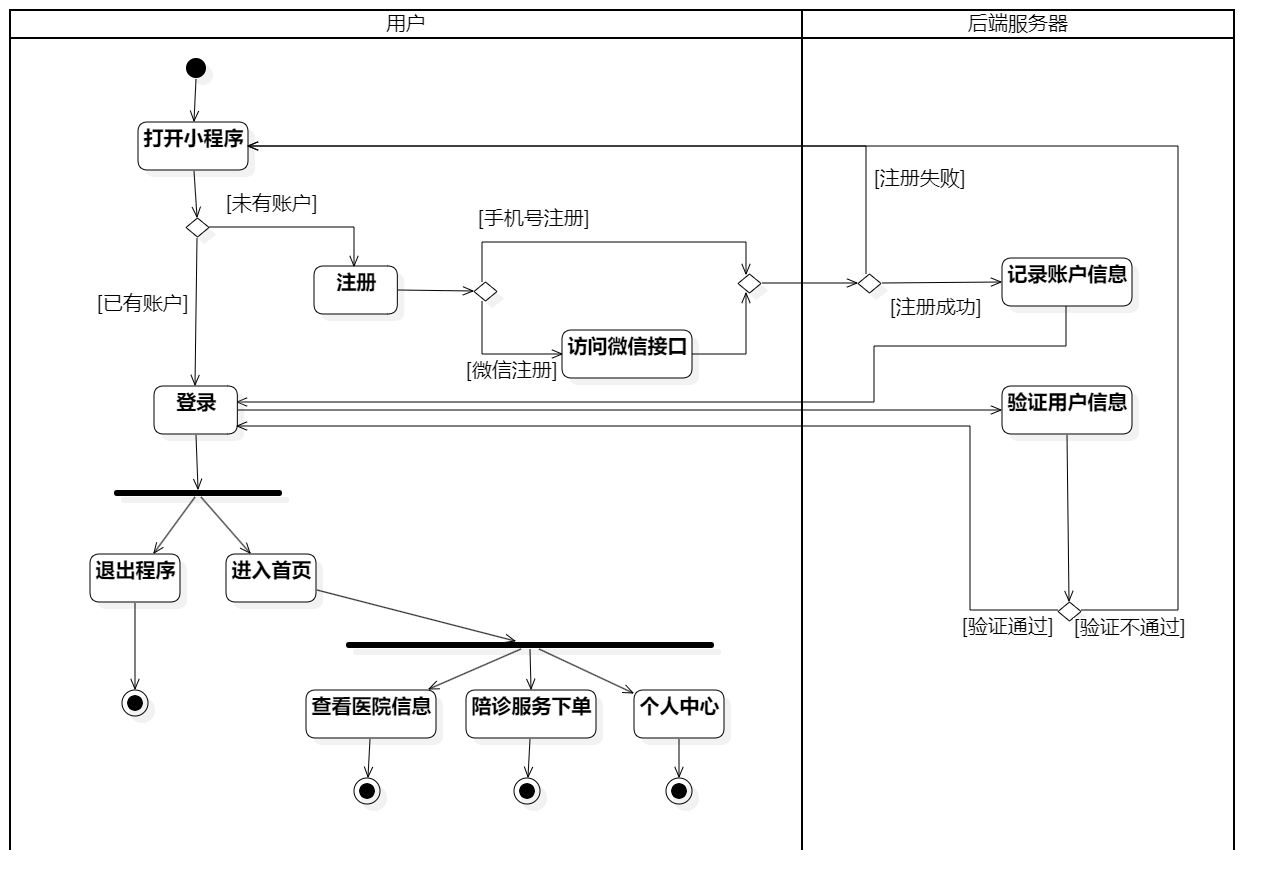 用户
后端服务器
打开小程序
[注册失败]
[未有账户]
[手机号注册]
注册
记录账户信息
[已有账户]
[注册成功]
访问微信接口
[微信注册]
登录
验证用户信息
退出程序
进入首页
[验证通过]
[验证不通过]
查看医院信息
陪诊服务下单
个人中心